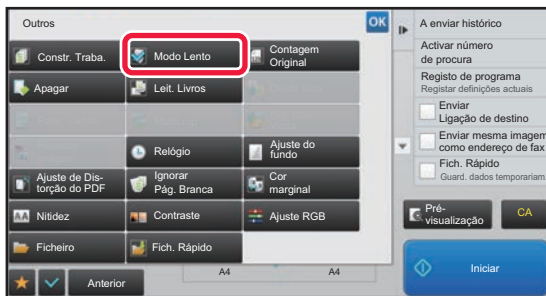 Outros
OK
Constr. Traba.
Modo Lento
Contagem
Original
Apagar
Leit. Livros
Relógio
Ajuste do
fundo
Ajuste de Dis-
torção do PDF
Ignorar
Pág. Branca
Cor
marginal
AA
Nitidez
Contraste
Ajuste RGB
Ficheiro
Fich. Rápido
Anterior
A4
A4
A enviar histórico
Activar número
de procura
Registo de programa
Registar definições actuais
Enviar
Ligação de destino
Enviar mesma imagem
como endereço de fax
Fich. Rápido
Guard. dados temporariam.
Pré-
visualização
CA
Iniciar